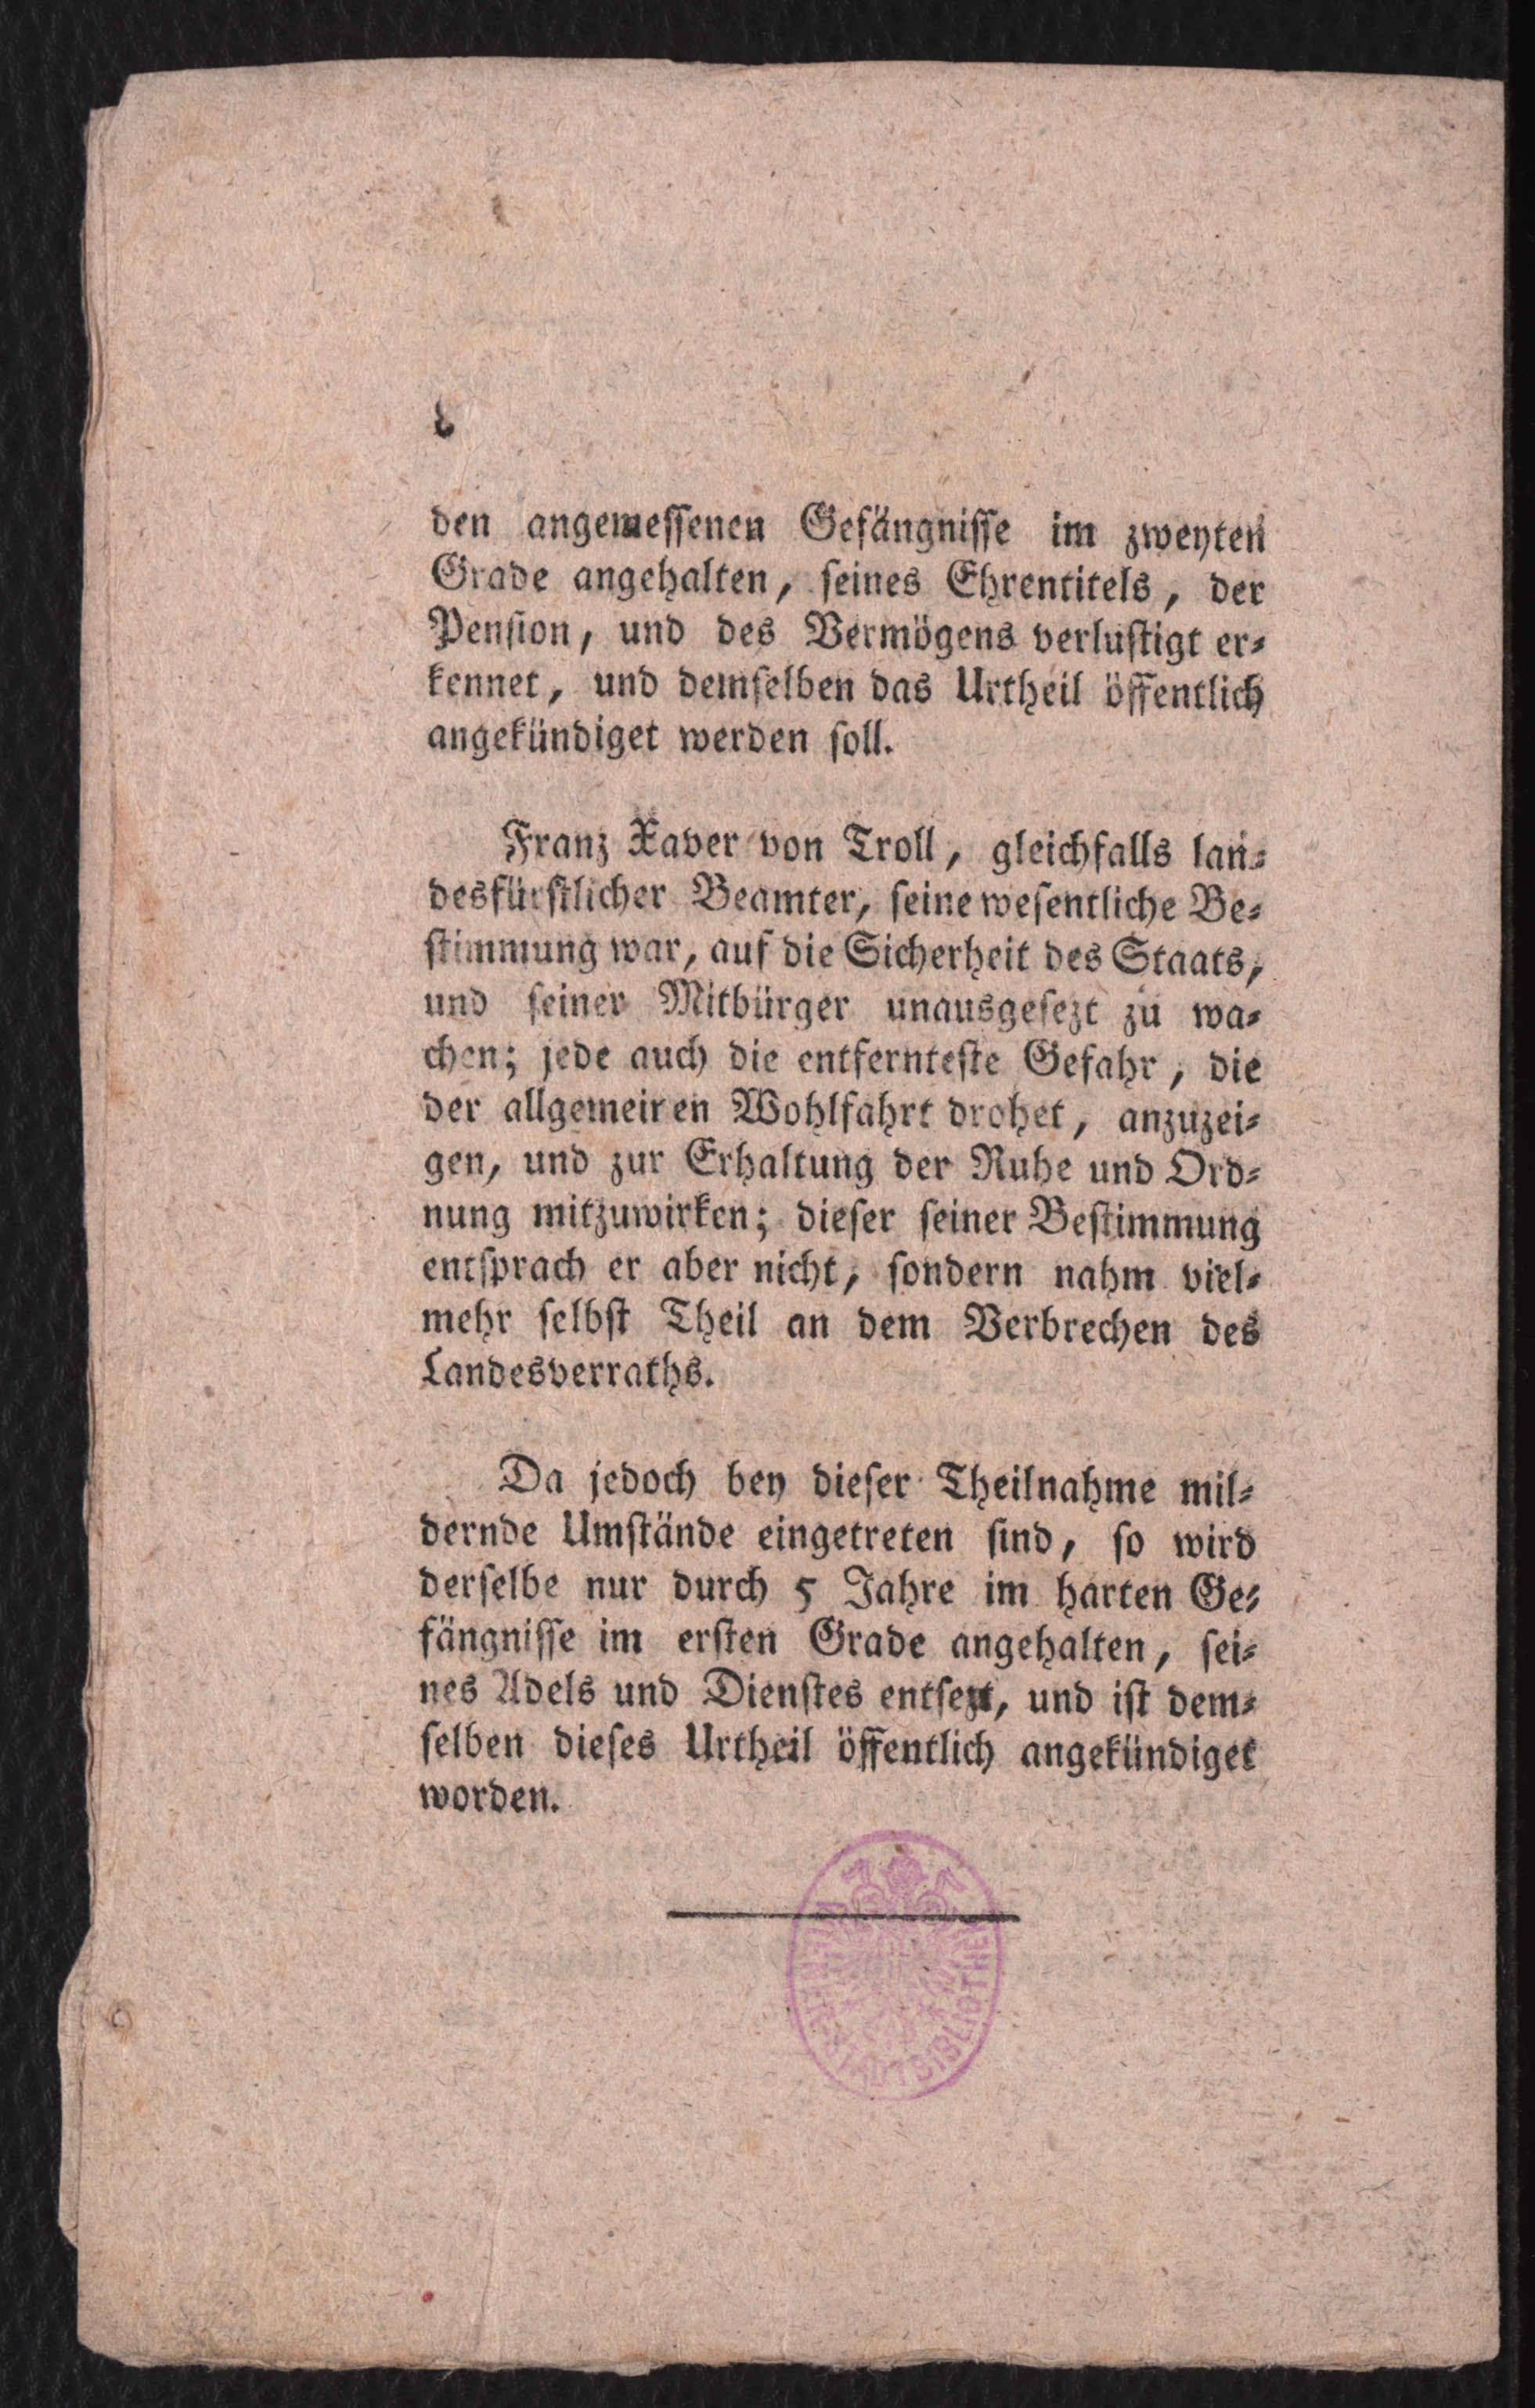 den angemessenen Gefängnisse im zweyten
Grade angehalten, seines Ehrentitels, der
Pension, und des Vermögens verlustigt er-
kennet, und demselben das Urtheil öffentlich
angekündiget werden soll.
Franz Xaver von Troll, gleichfalls lan-
desfürstlicher Beamter, seine wesentliche Be-
stimmung war, auf die Sicherheit des Staats,
und seiner Mitbürger unausgesezt zu wa-
chen; jede auch die entfernteste Gefahr, die
der allgemeinen Wohlfahrt drohet, anzuzei-
gen, und zur Erhaltung der Ruhe und Ord-
nung mitzuwirken; dieser seiner Bestimmung
entsprach er aber nicht, sondern nahm viel-
mehr selbst Theil an dem Verbrechen des
Landesverraths.
Da jedoch bey dieser Theilnahme mil-
dernde Umstände eingetreten sind, so wird
derselbe nur durch 5 Jahre im harten Ge-
fängnisse im ersten Grade angehalten, sei-
nes Adels und Dienstes entsezt, und ist dem-
selben dieses Urtheil öffentlich angekündiget
worden.